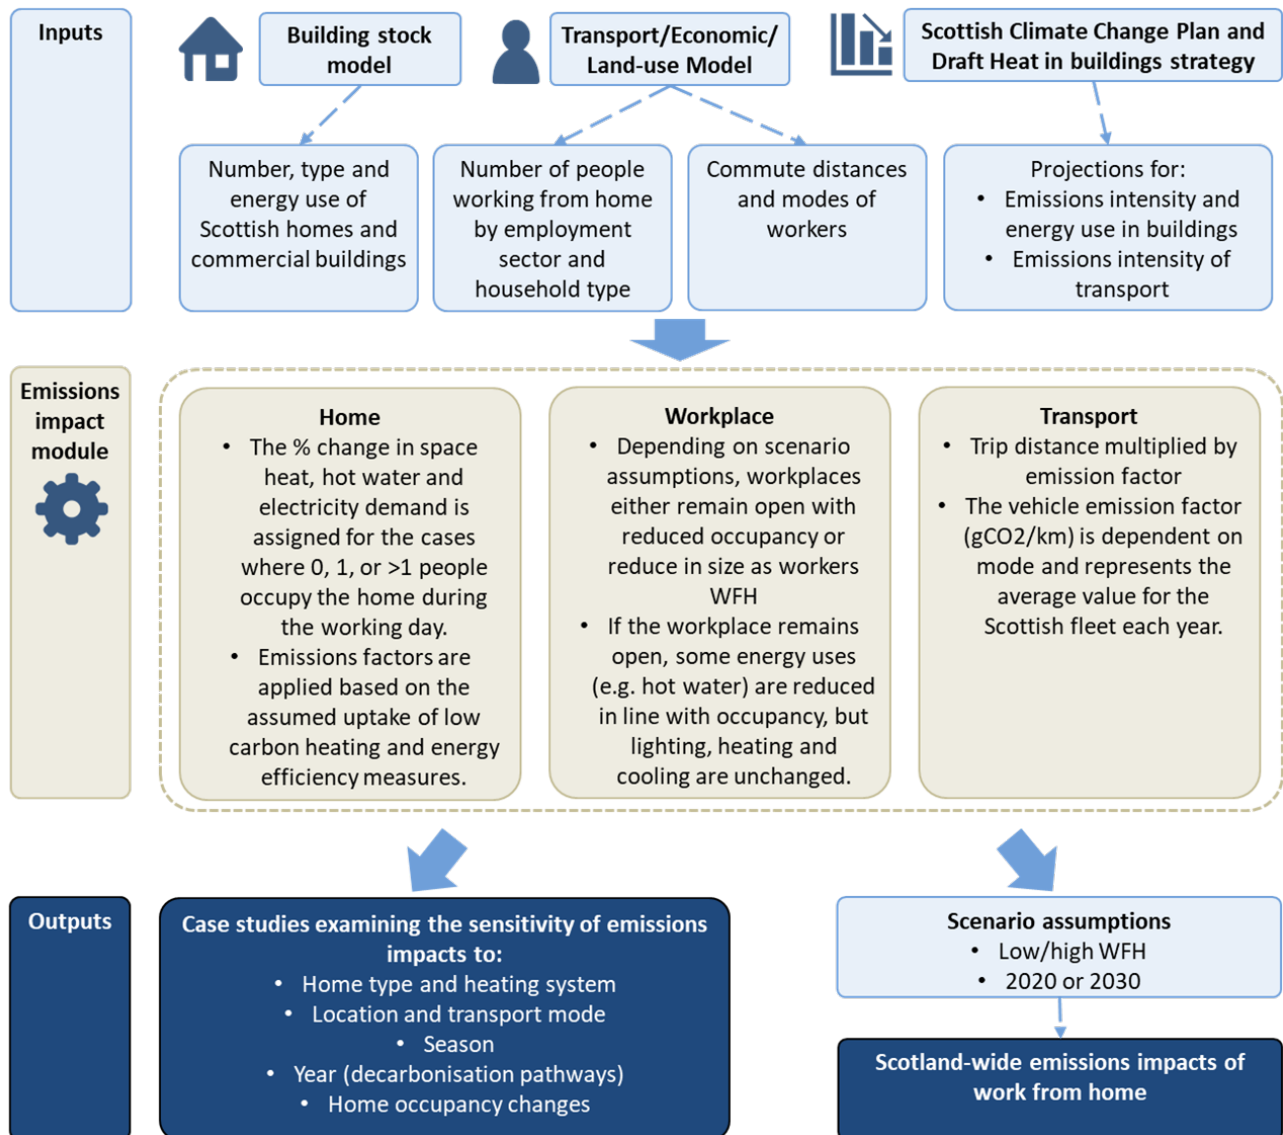 Inputs
Building stock
model
Transport/Economic/
Land-use Model
Scottish Climate Change Plan and
Draft Heat in buildings strategy
Number, type and
energy use of
Scottish homes and
commercial buildings
Number of people
working from home
by employment
sector and
household type
Commute distances
and modes of
workers
Projections for:
• Emissions intensity and
energy use in buildings
• Emissions intensity of
transport
Emissions
impact
module
Home
• The % change in space
heat, hot water and
electricity demand is
assigned for the cases
where 0, 1, or >1 people
occupy the home during
the working day.
• Emissions factors are
applied based on the
assumed uptake of low
carbon heating and energy
efficiency measures.
Workplace
• Depending on scenario
assumptions, workplaces
either remain open with
reduced occupancy or
reduce in size as workers
WFH
• If the workplace remains
open, some energy uses
(e.g. hot water) are reduced
in line with occupancy, but
lighting, heating and
cooling are unchanged.
Transport
• Trip distance multiplied by
emission factor
• The vehicle emission factor
(gCO2/km) is dependent on
mode and represents the
average value for the
Scottish fleet each year.
Outputs
Case studies examining the sensitivity of emissions
impacts to:
• Home type and heating system
• Location and transport mode
• Season
• Year (decarbonisation pathways)
• Home occupancy changes
Scenario assumptions
• Low/high WFH
• 2020 or 2030
Scotland-wide emissions impacts of
work from home